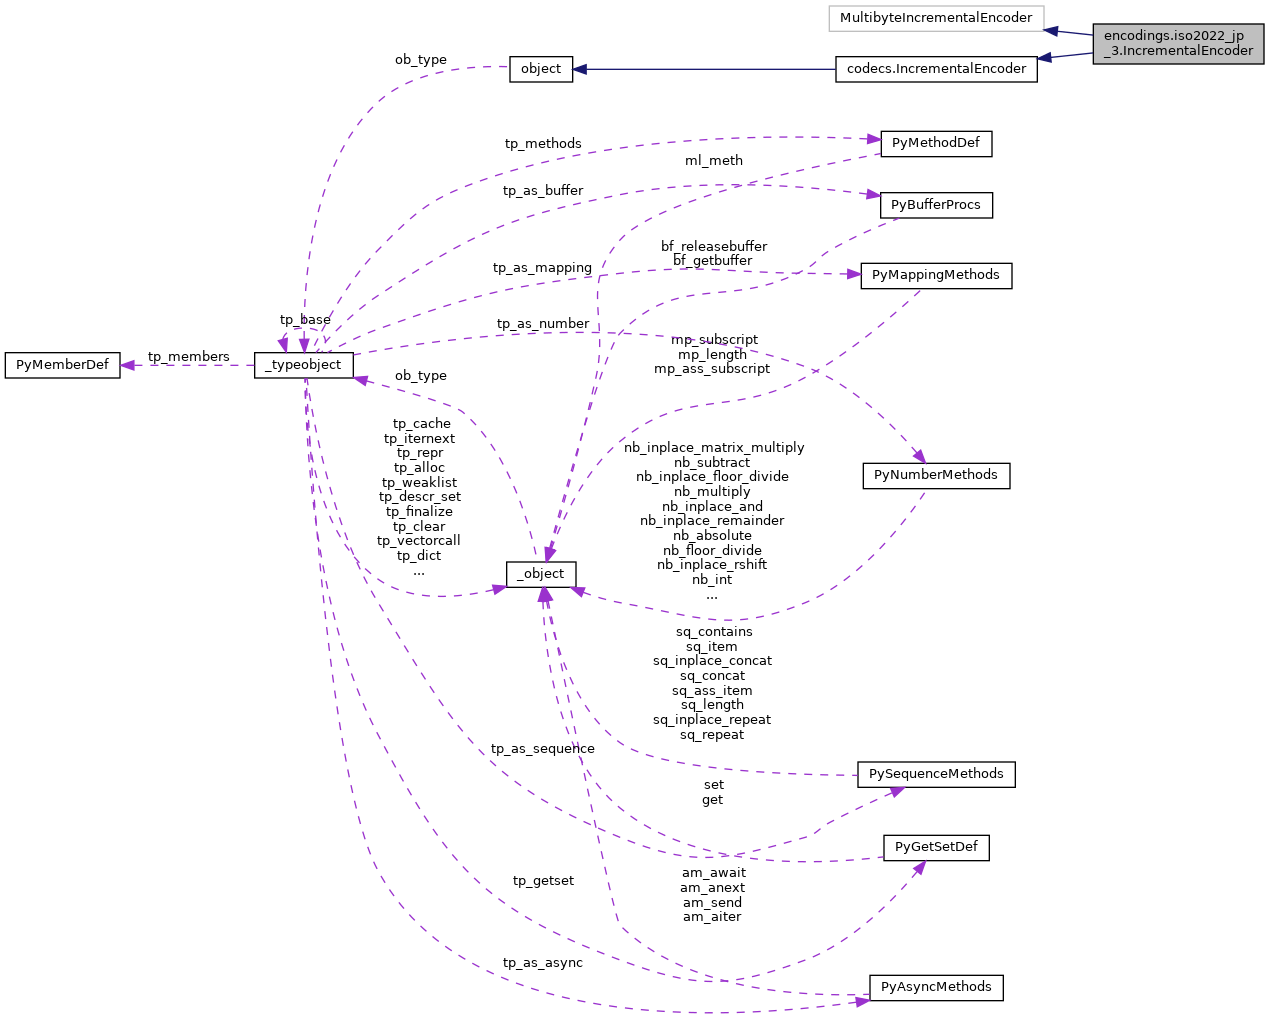 MultibyteIncrementalEncoder
encodings.iso2022_jp
_3.IncrementalEncoder
ob_type
object
codecs.IncrementalEncoder
tp_methods
PyMethodDef
ml_meth
tp_as_buffer
PyBufferProcs
bf_releasebuffer
bf_getbuffer
tp_as_mapping
PyMappingMethods
tp_base
tp_as_number
mp_subscript
mp_length
mp_ass_subscript
PyMemberDef
tp_members
_typeobject
ob_type
tp_cache
tp_iternext
tp_repr
tp_alloc
tp_weaklist
tp_descr_set
tp_finalize
tp_clear
tp_vectorcall
tp_dict
...
nb_inplace_matrix_multiply
nb_subtract
nb_inplace_floor_divide
nb_multiply
nb_inplace_and
nb_inplace_remainder
nb_absolute
nb_floor_divide
nb_inplace_rshift
nb_int
...
PyNumberMethods
_object
sq_contains
sq_item
sq_inplace_concat
sq_concat
sq_ass_item
sq_length
sq_inplace_repeat
sq_repeat
tp_as_sequence
PySequenceMethods
set
get
PyGetSetDef
tp_getset
am_await
am_anext
am_send
am_aiter
tp_as_async
PyAsyncMethods